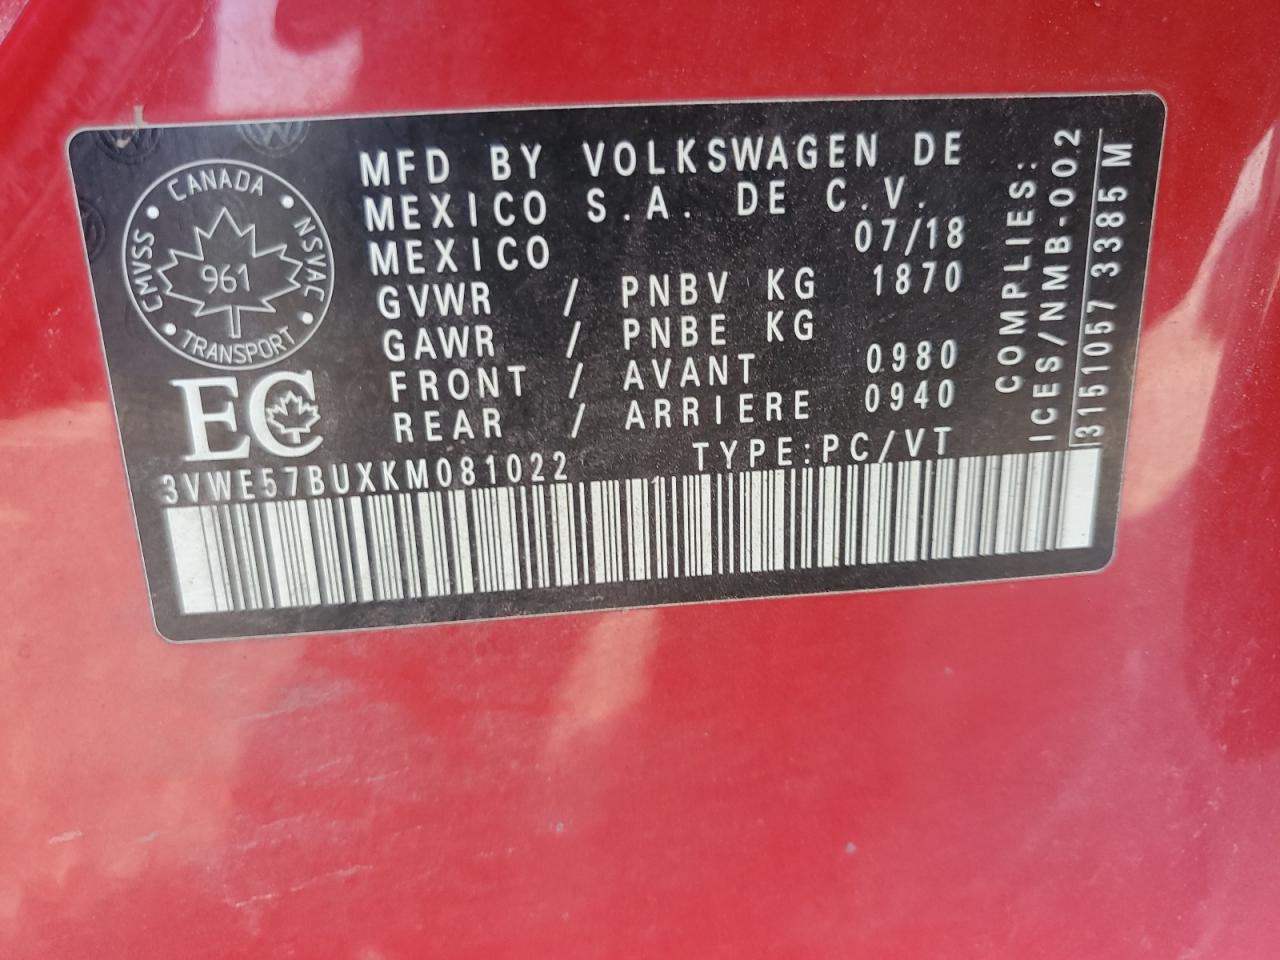 MFD BY VOLKSWAGEN DE
MEXICO S.A. DE C.V.
MEXICO 07/18
GVWR / PNBV KG 1870
GAWR / PNBE KG
FRONT / AVANT 0980
REAR / ARRIERE 0940
3VWE57BUXKM081022 TYPE:PC/VT
CANADA
CMVSS NSVAC
961
TRANSPORT
EC
COMPLIES:
ICES/NMB-002
3151057 3385 M